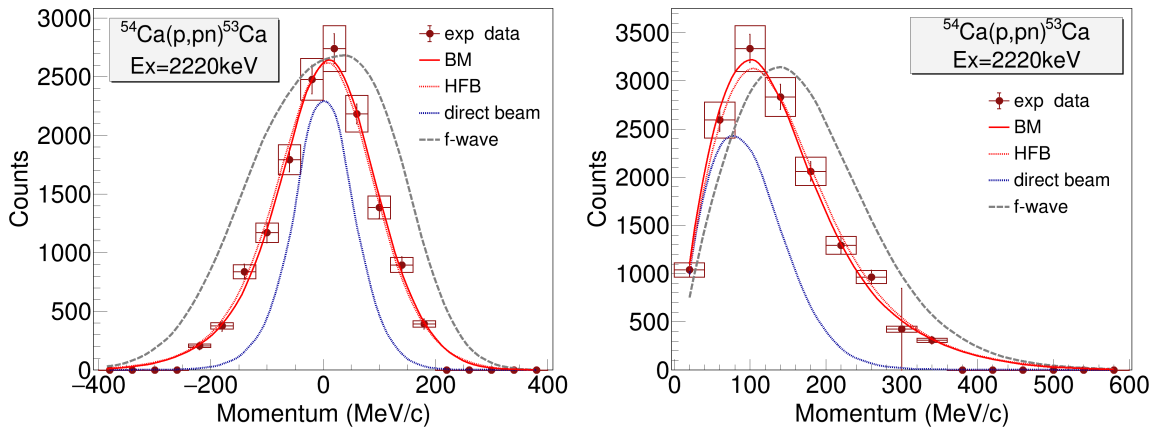 ⁵⁴Ca(p,pn)⁵³Ca
Ex=2220keV
exp data
BM
HFB
direct beam
f-wave
Counts
3000
2500
2000
1500
1000
500
0
−400
−200
0
200
400
Momentum (MeV/c)
⁵⁴Ca(p,pn)⁵³Ca
Ex=2220keV
exp data
BM
HFB
direct beam
f-wave
Counts
3500
3000
2500
2000
1500
1000
500
0
0
100
200
300
400
500
600
Momentum (MeV/c)